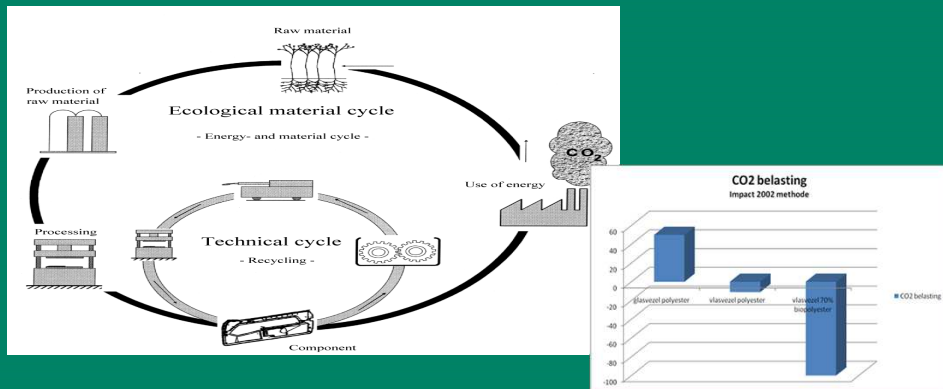 Raw material
Production of
raw material
Ecological material cycle
- Energy- and material cycle -
CO2
Use of energy
Processing
Technical cycle
- Recycling -
Component
CO2 belasting
Impact 2002 methode
60
40
20
0
-20
-40
-60
-80
-100
glasvezel polyester
vlasvezel polyester
vlasvezel 70%
biopolyester
CO2 belasting